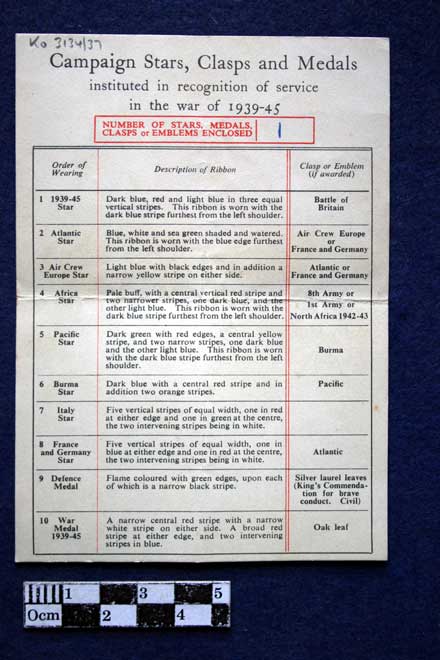 Ko 3134/37
Campaign Stars, Clasps and Medals
instituted in recognition of service
in the war of 1939-45
NUMBER OF STARS, MEDALS,
CLASPS or EMBLEMS ENCLOSED
1
Order of
Wearing
Description of Ribbon
Clasp or Emblem
(if awarded)
1 1939-45
Star
Dark blue, red and light blue in three equal
vertical stripes. This ribbon is worn with the
dark blue stripe furthest from the left shoulder.
Battle of
Britain
2 Atlantic
Star
Blue, white and sea green shaded and watered.
This ribbon is worn with the blue edge furthest
from the left shoulder.
Air Crew Europe
or
France and Germany
3 Air Crew
Europe Star
Light blue with black edges and in addition a
narrow yellow stripe on either side.
Atlantic or
France and Germany
4 Africa
Star
Pale buff, with a central vertical red stripe and
two narrower stripes, one dark blue, and the
other light blue. This ribbon is worn with the
dark blue stripe furthest from the left shoulder.
8th Army or
1st Army or
North Africa 1942-43
5 Pacific
Star
Dark green with red edges, a central yellow
stripe, and two narrow stripes, one dark blue
and the other light blue. This ribbon is worn
with the dark blue stripe furthest from the left
shoulder.
Burma
6 Burma
Star
Dark blue with a central red stripe and in
addition two orange stripes.
Pacific
7 Italy
Star
Five vertical stripes of equal width, one in red
at either edge and one in green at the centre,
the two intervening stripes being in white.
8 France
and Germany
Star
Five vertical stripes of equal width, one in
blue at either edge and one in red at the centre,
the two intervening stripes being in white.
Atlantic
9 Defence
Medal
Flame coloured with green edges, upon each
of which is a narrow black stripe.
Silver laurel leaves
(King's Commenda-
tion for brave
conduct. Civil)
10 War
Medal
1939-45
A narrow central red stripe with a narrow
white stripe on either side. A broad red
stripe at either edge, and two intervening
stripes in blue.
Oak leaf
1 3 5
0cm 2 4